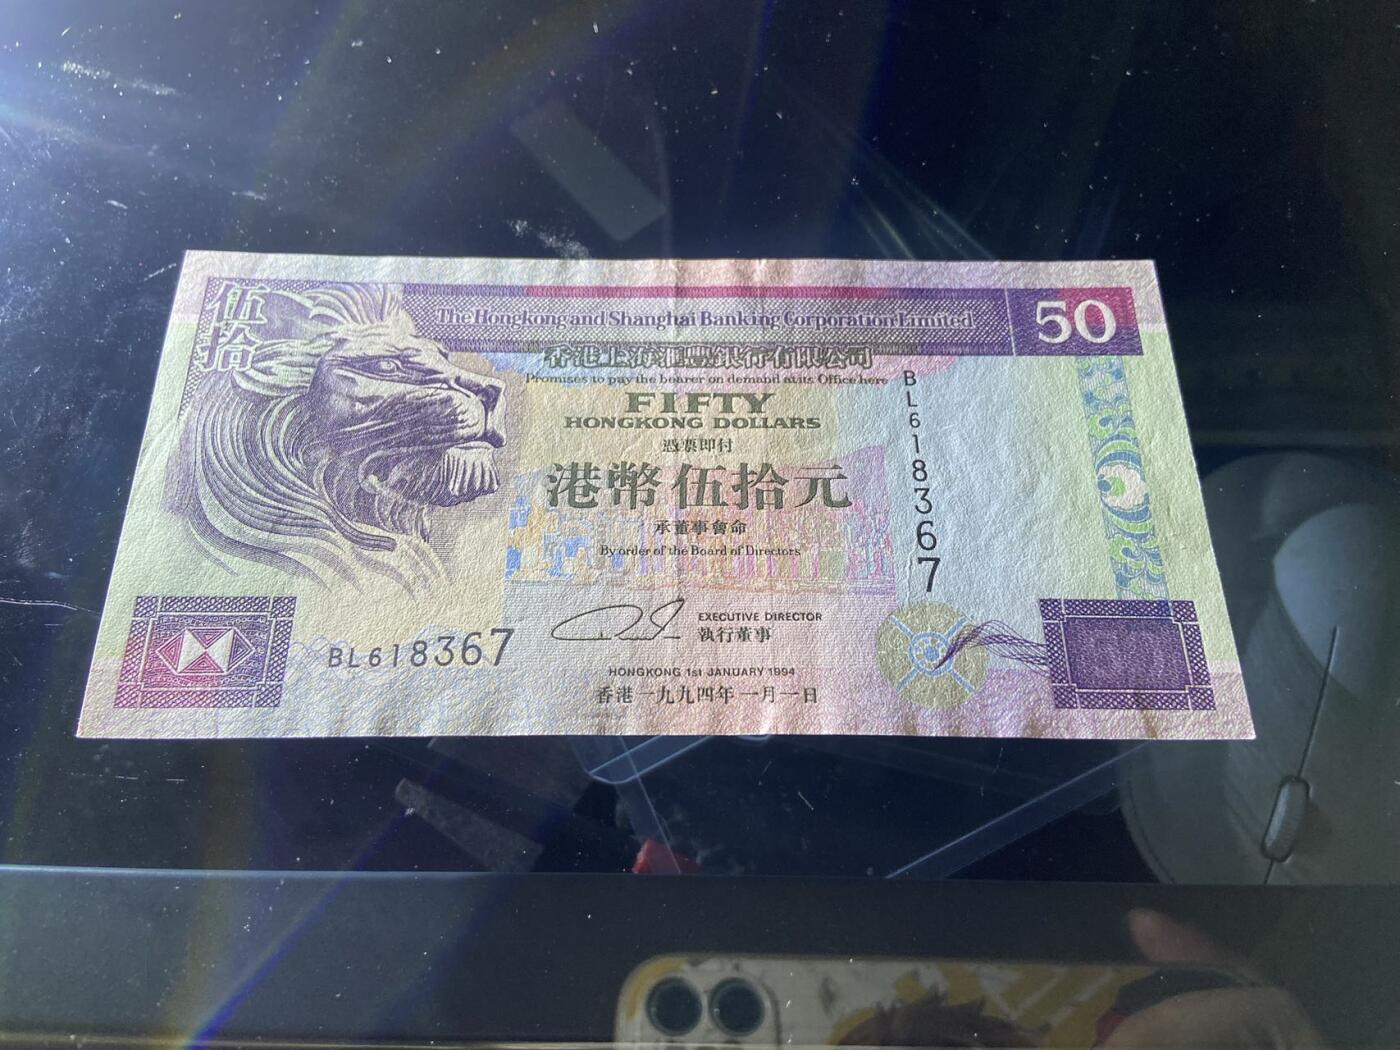 伍拾
The Hongkong and Shanghai Banking Corporation Limited
50
香港上海滙豐銀行有限公司
Promises to pay the bearer on demand at its Office here
FIFTY
HONGKONG DOLLARS
憑票即付
港幣伍拾元
承董事會命
By order of the Board of Directors
BL618367
BL618367
EXECUTIVE DIRECTOR
執行董事
HONGKONG 1st JANUARY 1994
香港一九九四年一月一日